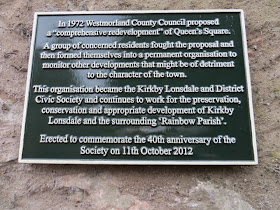 In 1972 Westmorland County Council proposed
a "comprehensive redevelopment" of Queen's Square.
A group of concerned residents fought the proposal and
then formed themselves into a permanent organisation to
monitor other developments that might be of detriment
to the character of the town.
This organisation became the Kirkby Lonsdale and District
Civic Society and continues to work for the preservation,
conservation and appropriate development of Kirkby
Lonsdale and the surrounding "Rainbow Parish".
Erected to commemorate the 40th anniversary of the
Society on 11th October 2012